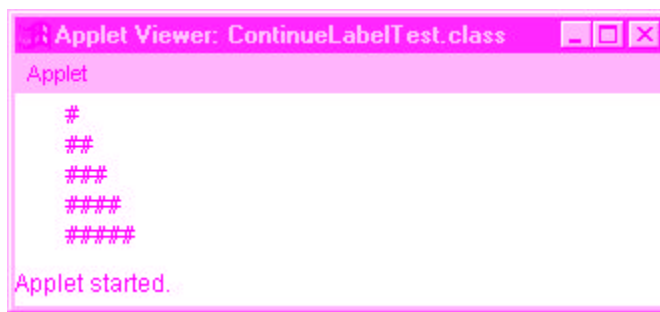 Applet Viewer: ContinueLabelTest.class
Applet
#
##
###
####
#####
Applet started.